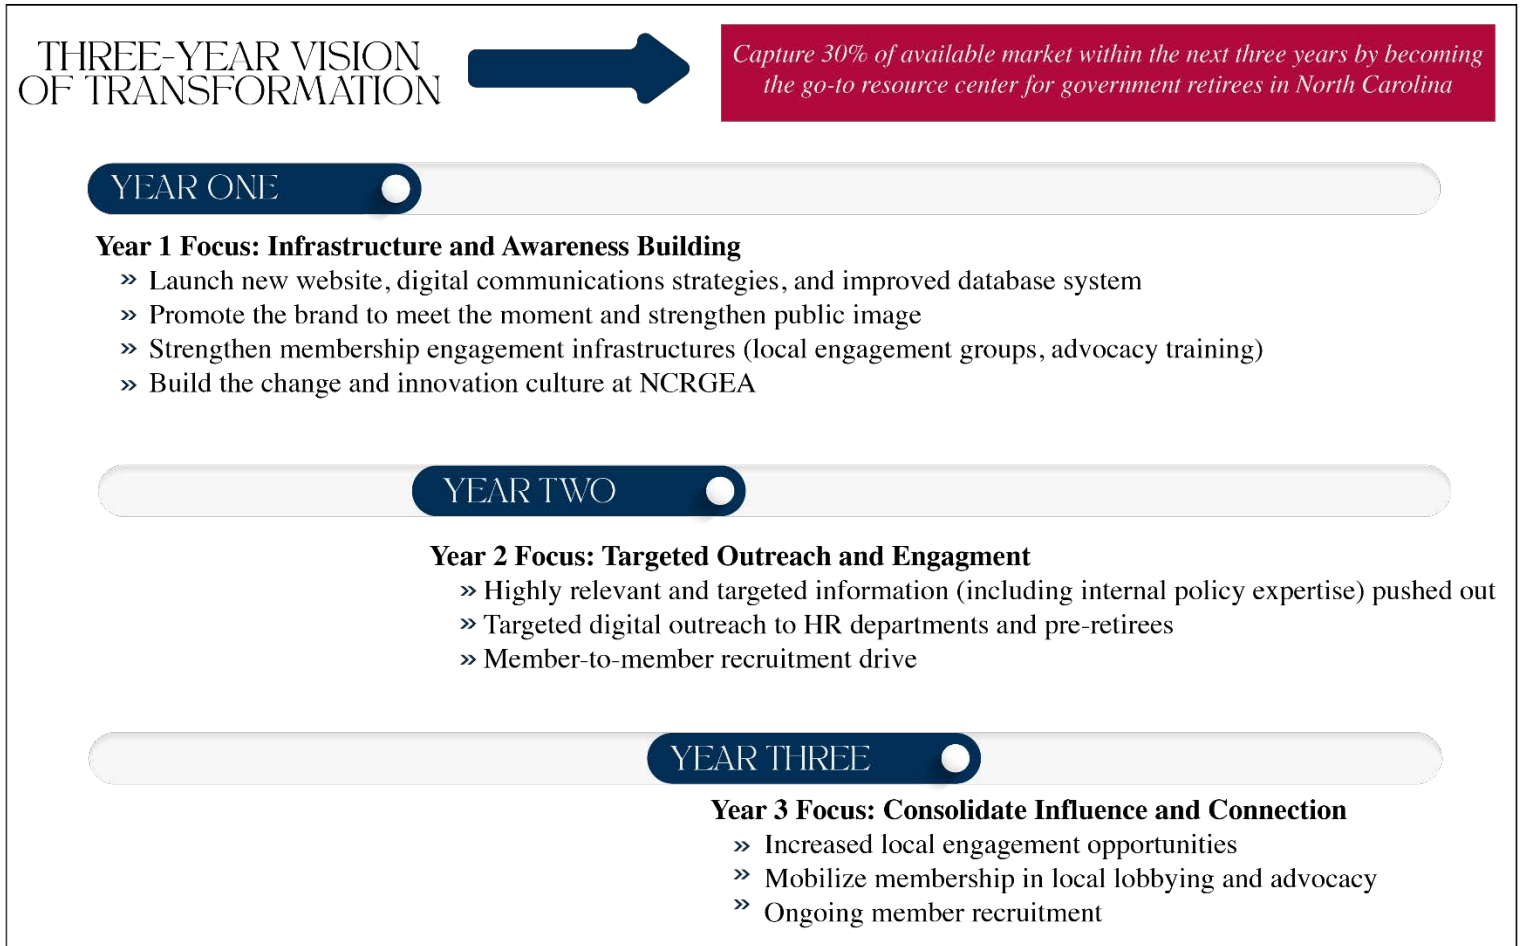 THREE-YEAR VISION
OF TRANSFORMATION
Capture 30% of available market within the next three years by becoming
the go-to resource center for government retirees in North Carolina
YEAR ONE
Year 1 Focus: Infrastructure and Awareness Building
» Launch new website, digital communications strategies, and improved database system
» Promote the brand to meet the moment and strengthen public image
» Strengthen membership engagement infrastructures (local engagement groups, advocacy training)
» Build the change and innovation culture at NCRGEA
YEAR TWO
Year 2 Focus: Targeted Outreach and Engagment
» Highly relevant and targeted information (including internal policy expertise) pushed out
» Targeted digital outreach to HR departments and pre-retirees
» Member-to-member recruitment drive
YEAR THREE
Year 3 Focus: Consolidate Influence and Connection
» Increased local engagement opportunities
» Mobilize membership in local lobbying and advocacy
» Ongoing member recruitment